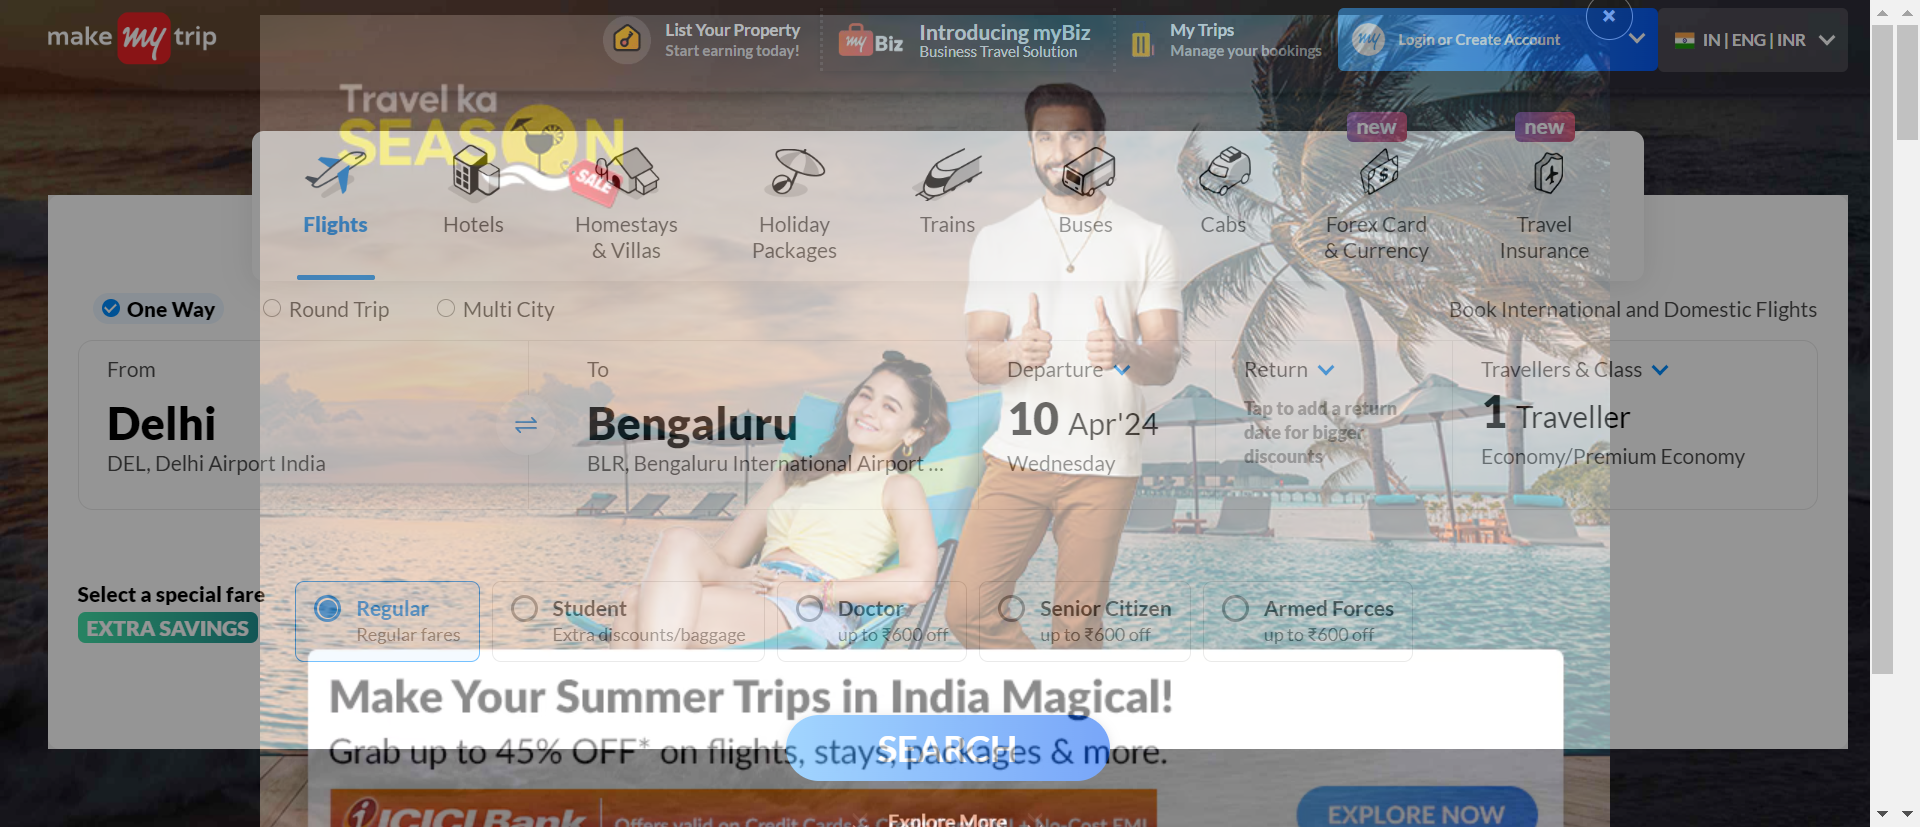 make my trip
List Your Property
Start earning today!
my Biz
Introducing myBiz
Business Travel Solution
My Trips
Manage your bookings
my
Login or Create Account
IN | ENG | INR
Travel ka
SEASON
SALE
new
new
Flights
Hotels
Homestays
& Villas
Holiday
Packages
Trains
Buses
Cabs
Forex Card
& Currency
Travel
Insurance
One Way
Round Trip
Multi City
Book International and Domestic Flights
From
Delhi
DEL, Delhi Airport India
To
Bengaluru
BLR, Bengaluru International Airport ...
Departure
10 Apr'24
Wednesday
Return
Tap to add a return
date for bigger
discounts
Travellers & Class
1 Traveller
Economy/Premium Economy
Select a special fare
EXTRA SAVINGS
Regular
Regular fares
Student
Extra discounts/baggage
Doctor
up to ₹600 off
Senior Citizen
up to ₹600 off
Armed Forces
up to ₹600 off
Make Your Summer Trips in India Magical!
Grab up to 45% OFF* on flights, stays, packages & more.
SEARCH
ICICI Bank
Offers valid on Credit Cards &
No-Cost EMI
Explore More
EXPLORE NOW